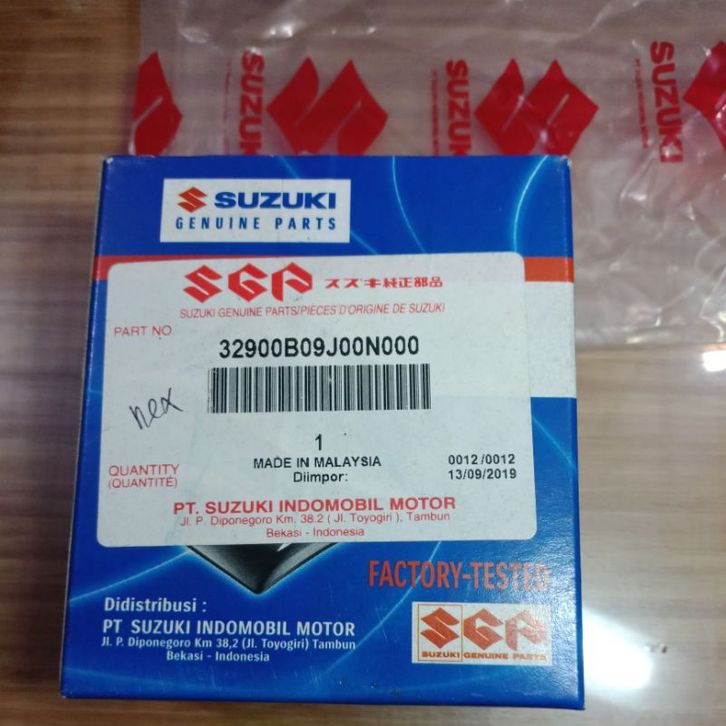 SUZUKI
SUZUKI
SUZUKI
SUZUKI
GENUINE PARTS
SGP スズキ純正部品
SUZUKI GENUINE PARTS/PIÈCES D'ORIGINE DE SUZUKI
PART NO.
32900B09J00N000
nex
1
QUANTITY
(QUANTITÉ)
MADE IN MALAYSIA
Diimpor:
0012/0012
13/09/2019
PT. SUZUKI INDOMOBIL MOTOR
Jl. P. Diponegoro Km. 38.2 ( Jl. Toyogiri ), Tambun
Bekasi - Indonesia
FACTORY-TESTED
Didistribusi :
PT SUZUKI INDOMOBIL MOTOR
Jl. P. Diponegoro Km 38,2 (Jl. Toyogiri) Tambun
Bekasi - Indonesia
SGP
SUZUKI GENUINE PARTS